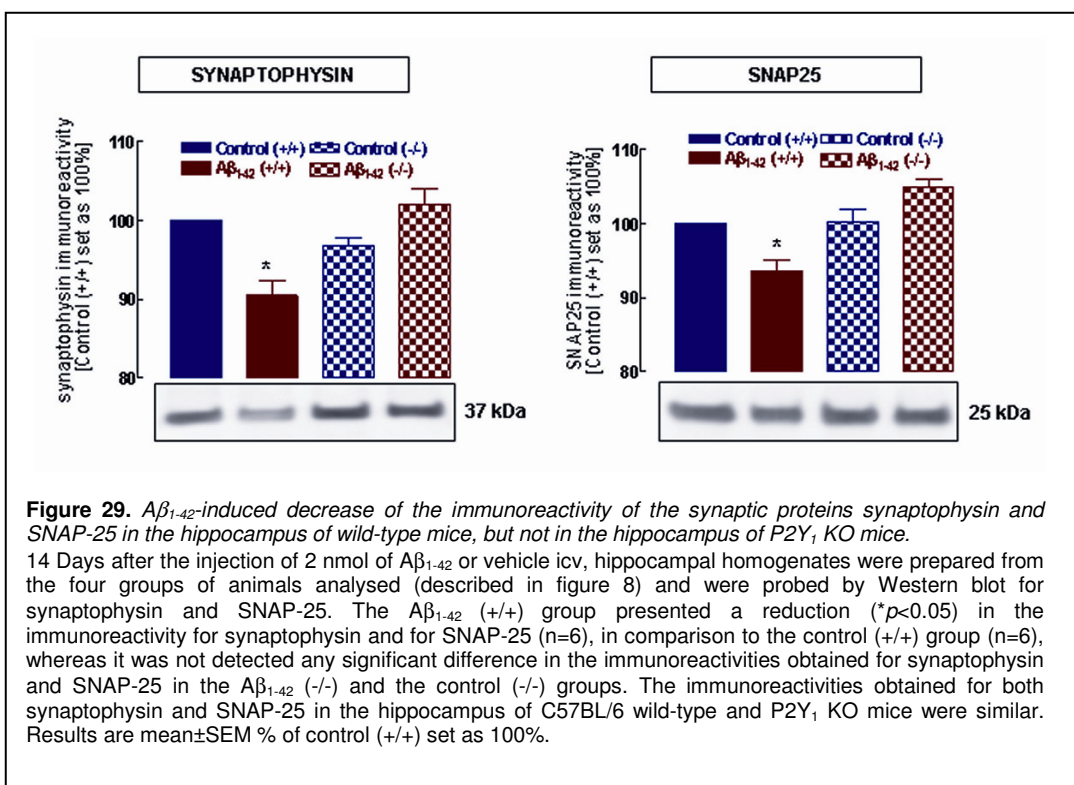 SYNAPTOPHYSIN
synaptophysin immunoreactivity
[Control (+/+) set as 100%]
110
100
90
80
Control (+/+) Control (-/-)
Aβ1-42 (+/+) Aβ1-42 (-/-)
*
37 kDa
SNAP25
SNAP25 immunoreactivity
[Control (+/+) set as 100%]
110
100
90
80
Control (+/+) Control (-/-)
Aβ1-42 (+/+) Aβ1-42 (-/-)
*
25 kDa
Figure 29. Aβ1-42-induced decrease of the immunoreactivity of the synaptic proteins synaptophysin and
SNAP-25 in the hippocampus of wild-type mice, but not in the hippocampus of P2Y1 KO mice.
14 Days after the injection of 2 nmol of Aβ1-42 or vehicle icv, hippocampal homogenates were prepared from
the four groups of animals analysed (described in figure 8) and were probed by Western blot for
synaptophysin and SNAP-25. The Aβ1-42 (+/+) group presented a reduction (*p<0.05) in the
immunoreactivity for synaptophysin and for SNAP-25 (n=6), in comparison to the control (+/+) group (n=6),
whereas it was not detected any significant difference in the immunoreactivities obtained for synaptophysin
and SNAP-25 in the Aβ1-42 (-/-) and the control (-/-) groups. The immunoreactivities obtained for both
synaptophysin and SNAP-25 in the hippocampus of C57BL/6 wild-type and P2Y1 KO mice were similar.
Results are mean±SEM % of control (+/+) set as 100%.